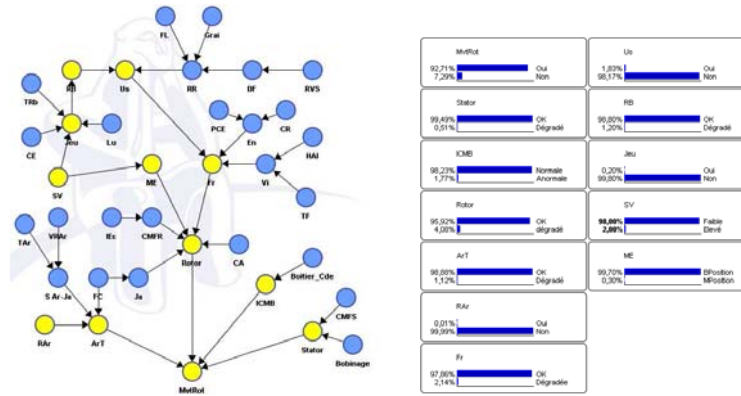 FL
Grai
RB
Us
RR
DF
RVS
TRb
PCE
CR
En
CE
Jeu
Lu
HAI
SV
ME
Fr
Vi
TF
TAr
VRAr
IEc
CMFR
Rotor
CA
S Ar-Ja
FC
Ja
ICMB
Boitier_Cde
CMFS
RAr
ArT
Stator
Bobinage
MvtRot
MvtRot
92,71% Oui
7,29% Non
Stator
99,49% OK
0,51% Dégradé
ICMB
98,23% Normale
1,77% Anormale
Rotor
95,92% OK
4,08% dégradé
ArT
98,88% OK
1,12% Dégradé
RAr
0,01% Oui
99,99% Non
Fr
97,86% OK
2,14% Dégradée
Us
1,83% Oui
98,17% Non
RB
98,80% OK
1,20% Dégradé
Jeu
0,20% Oui
99,80% Non
SV
98,00% Faible
2,00% Elevé
ME
99,70% BPosition
0,30% MPosition